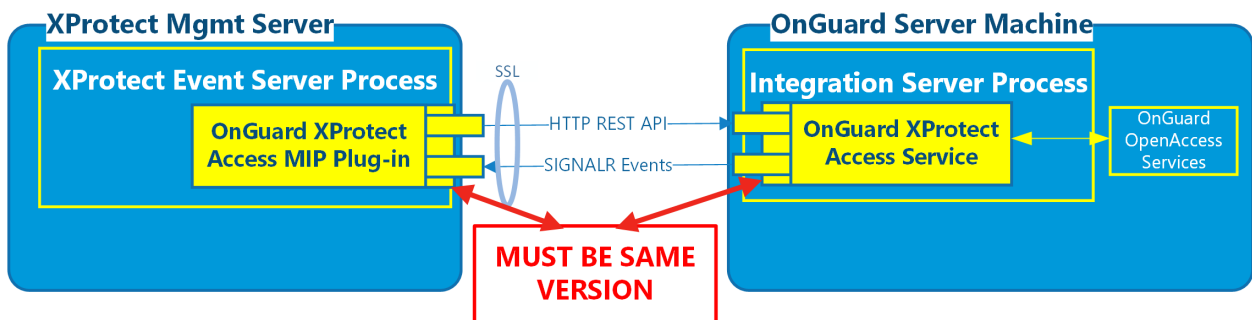 XProtect Mgmt Server
XProtect Event Server Process
OnGuard XProtect
Access MIP Plug-in
SSL
HTTP REST API
SIGNALR Events
MUST BE SAME
VERSION
OnGuard Server Machine
Integration Server Process
OnGuard XProtect
Access Service
OnGuard
OpenAccess
Services